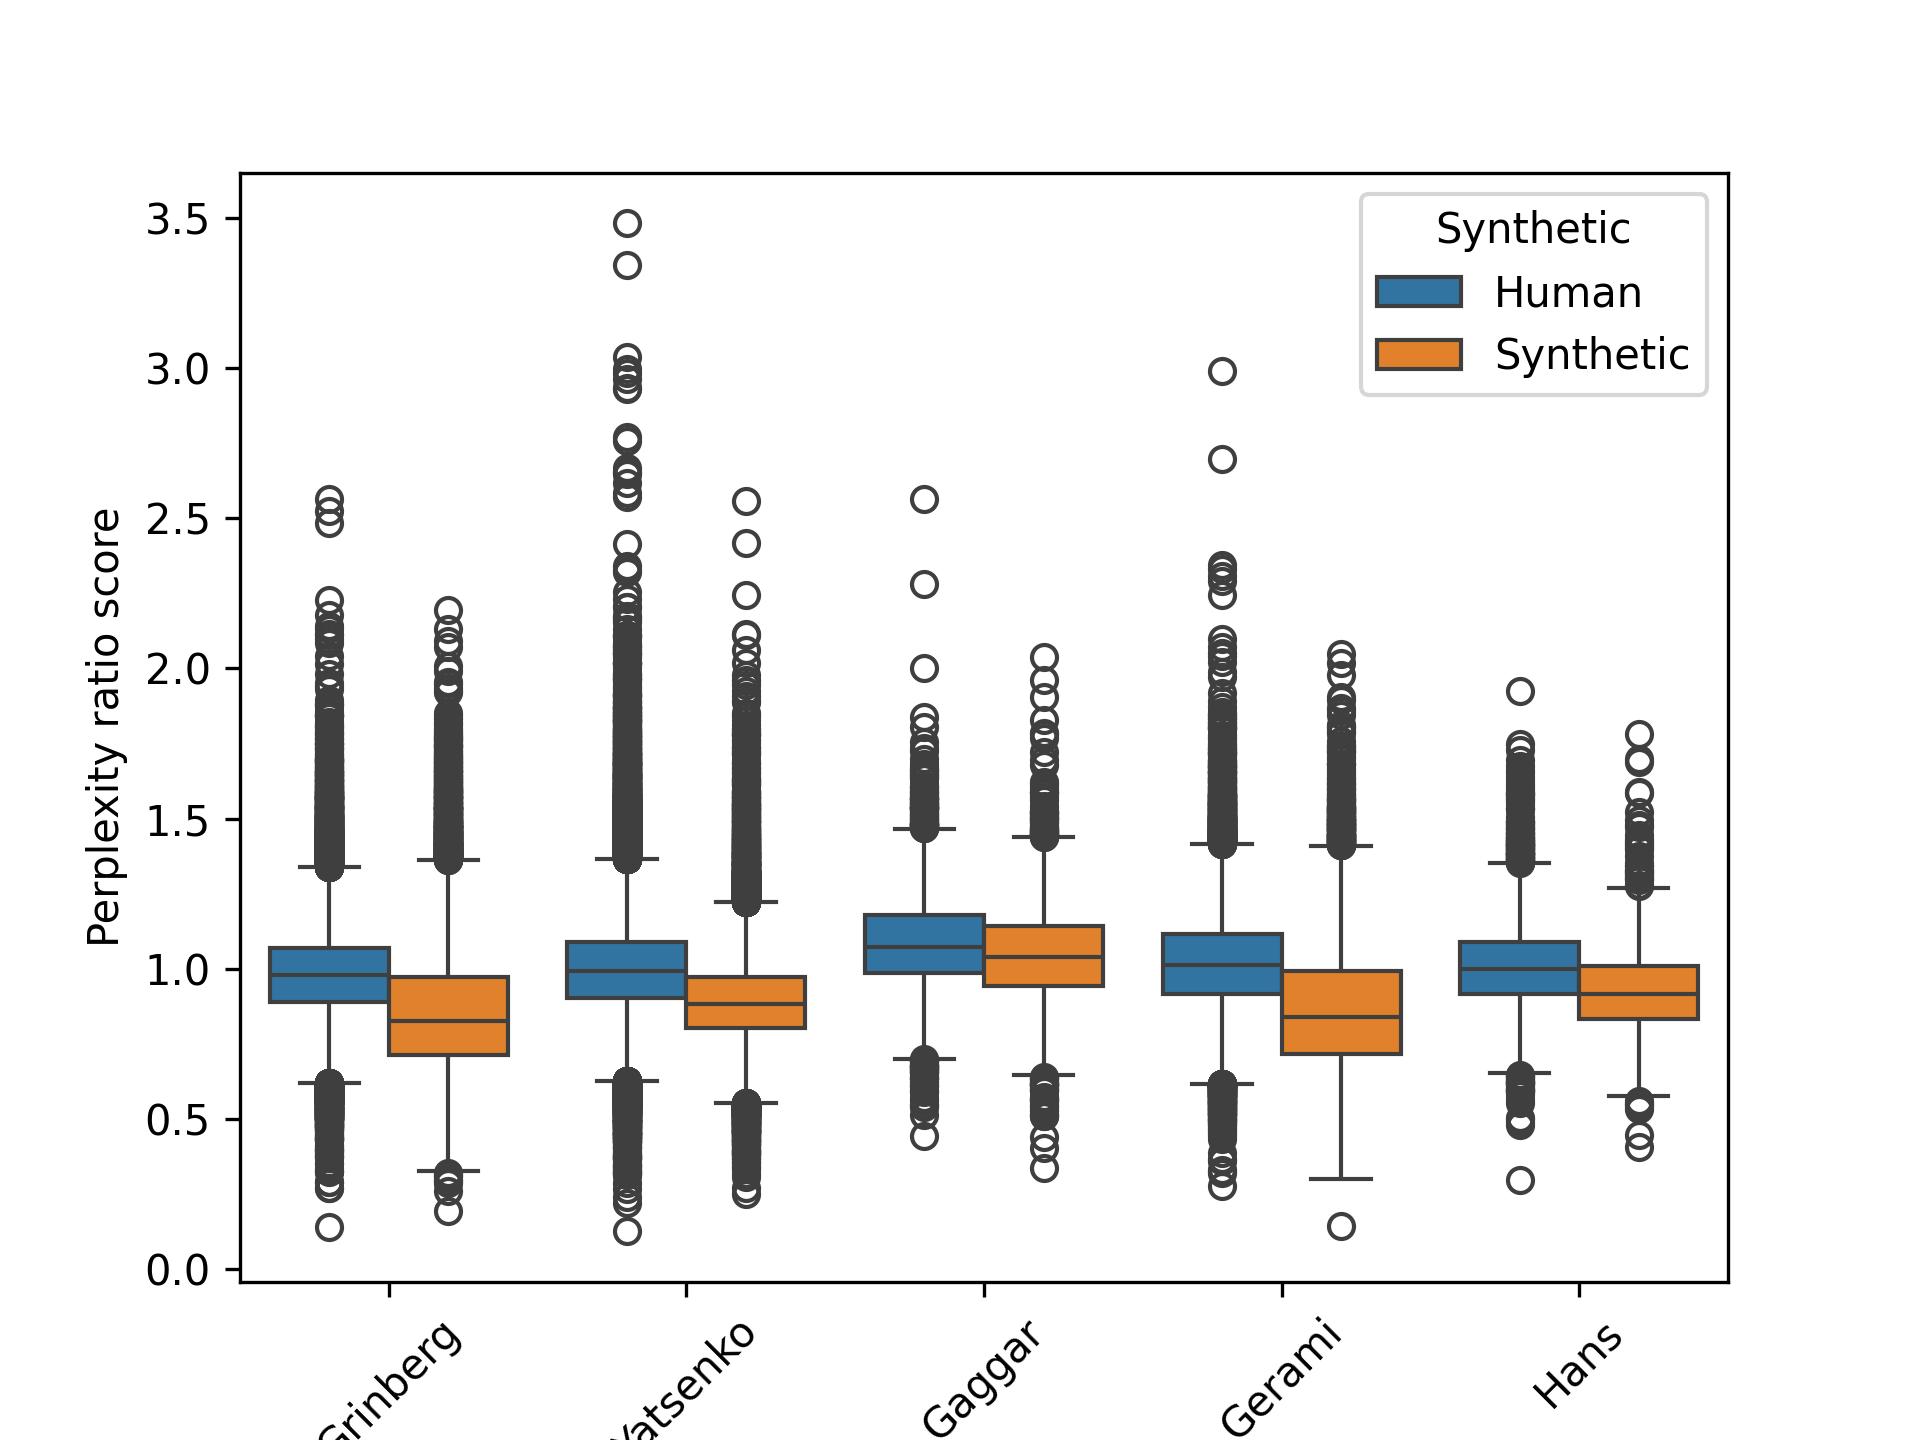 Synthetic
Human
Synthetic
Perplexity ratio score
3.5
3.0
2.5
2.0
1.5
1.0
0.5
0.0
Grinberg
Yatsenko
Gaggar
Gerami
Hans